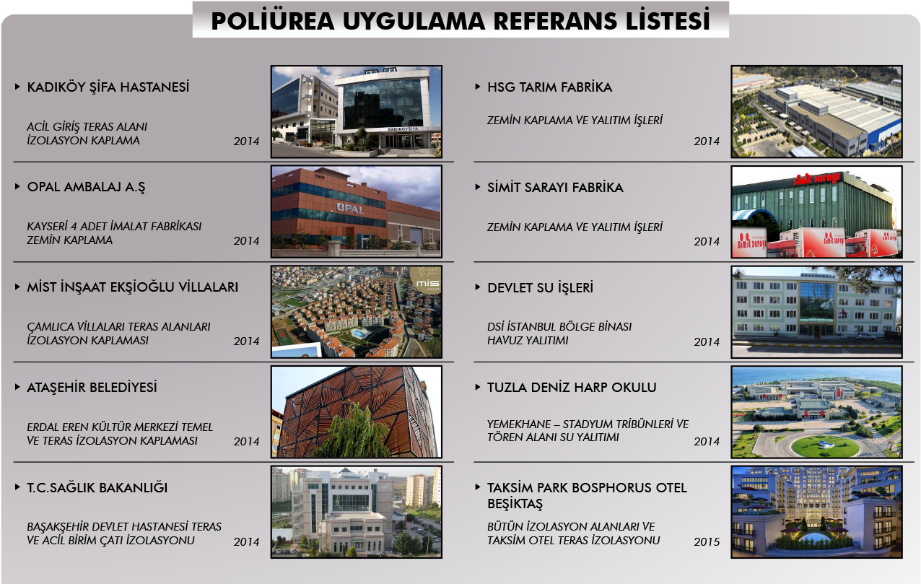 POLİÜREA UYGULAMA REFERANS LİSTESİ
KADIKÖY ŞİFA HASTANESİ
ACİL GİRİŞ TERAS ALANI
İZOLASYON KAPLAMA
2014
OPAL AMBALAJ A.Ş
KAYSERİ 4 ADET İMALAT FABRİKASI
ZEMİN KAPLAMA
2014
OPAL
MİST İNŞAAT EKŞİOĞLU VİLLALARI
ÇAMLICA VİLLALARI TERAS ALANLARI
İZOLASYON KAPLAMASI
2014
ATAŞEHİR BELEDİYESİ
ERDAL EREN KÜLTÜR MERKEZİ TEMEL
VE TERAS İZOLASYON KAPLAMASI
2014
T.C.SAĞLIK BAKANLIĞI
BAŞAKŞEHİR DEVLET HASTANESİ TERAS
VE ACİL BİRİM ÇATI İZOLASYONU
2014
HSG TARIM FABRİKA
ZEMİN KAPLAMA VE YALITIM İŞLERİ
2014
SİMİT SARAYI FABRİKA
ZEMİN KAPLAMA VE YALITIM İŞLERİ
2014
simit sarayı
DEVLET SU İŞLERİ
DSİ İSTANBUL BÖLGE BİNASI
HAVUZ YALITIMI
2014
TUZLA DENİZ HARP OKULU
YEMEKHANE – STADYUM TRİBÜNLERİ VE
TÖREN ALANI SU YALITIMI
2014
TAKSİM PARK BOSPHORUS OTEL
BEŞİKTAŞ
BÜTÜN İZOLASYON ALANLARI VE
TAKSİM OTEL TERAS İZOLASYONU
2015